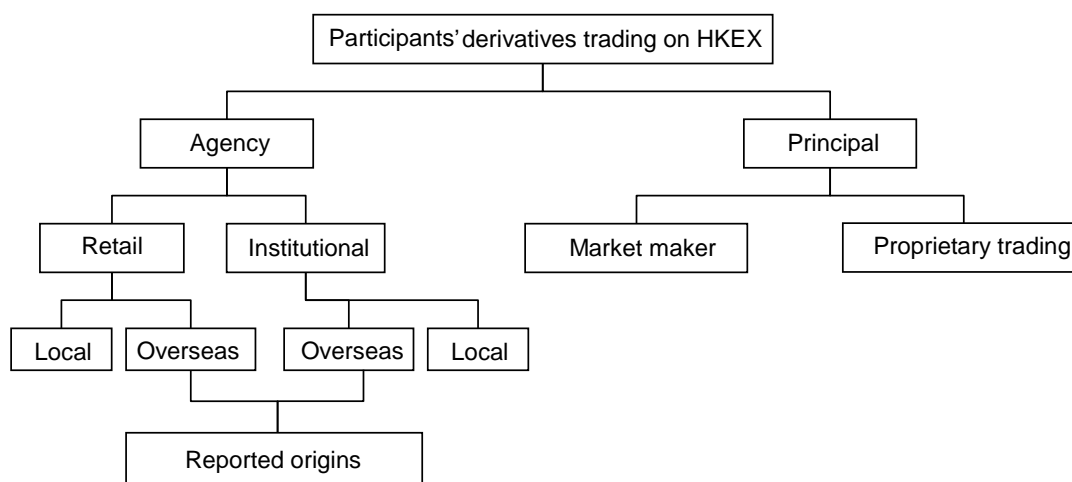 Participants’ derivatives trading on HKEX
Agency
Principal
Retail
Institutional
Market maker
Proprietary trading
Local
Overseas
Overseas
Local
Reported origins